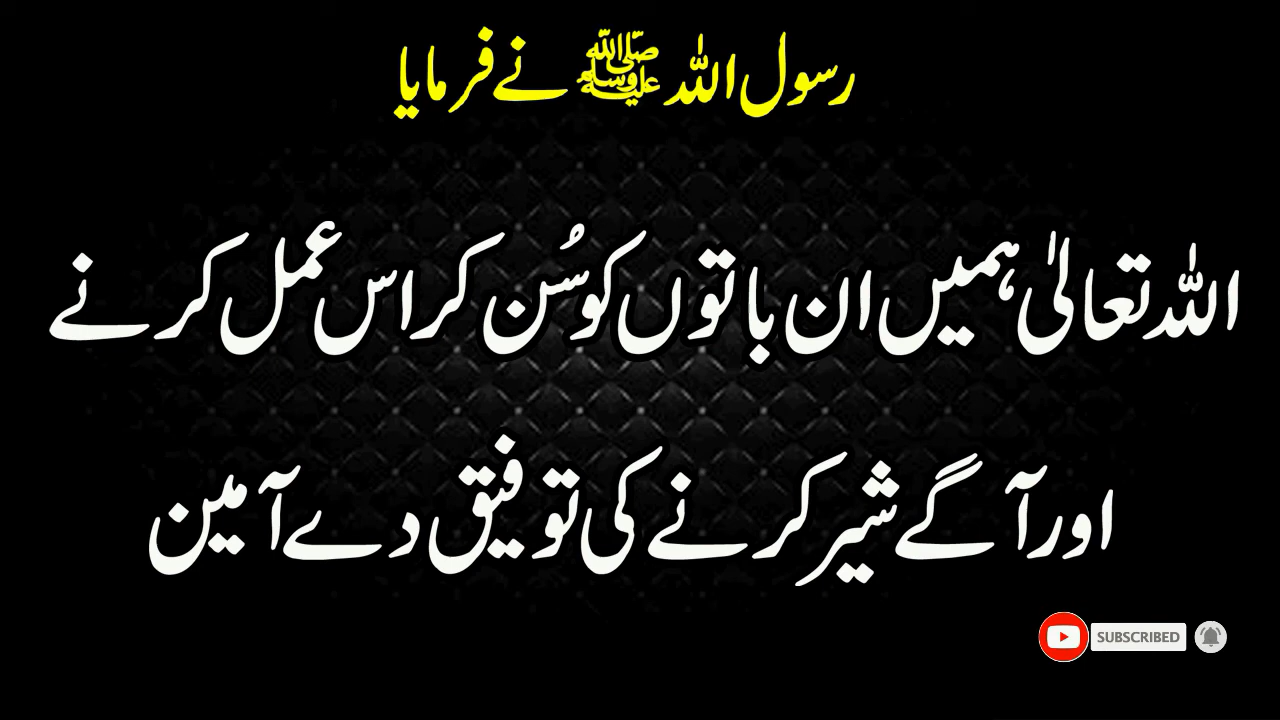 رسول اللہ ﷺ نے فرمایا
اللہ تعالیٰ ہمیں ان باتوں کو سُن کر اس عمل کرنے
اور آگے شیر کرنے کی توفیق دے آمین
SUBSCRIBED